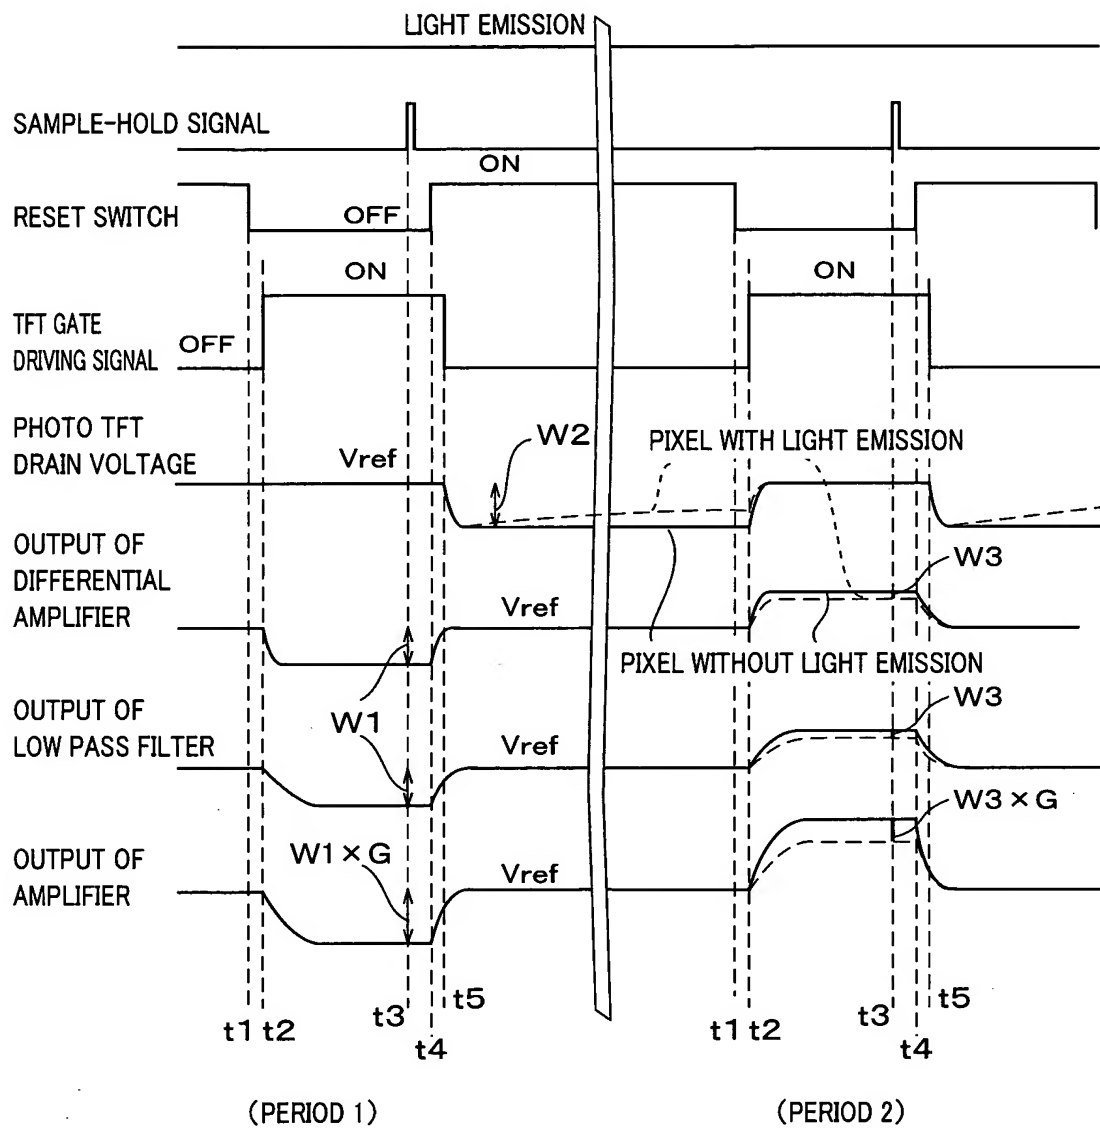 LIGHT EMISSION
SAMPLE-HOLD SIGNAL
ON
RESET SWITCH
OFF
ON
ON
TFT GATE
DRIVING SIGNAL
OFF
PHOTO TFT
DRAIN VOLTAGE
Vref
W2
PIXEL WITH LIGHT EMISSION
OUTPUT OF
DIFFERENTIAL
AMPLIFIER
Vref
W3
PIXEL WITHOUT LIGHT EMISSION
OUTPUT OF
LOW PASS FILTER
W1
Vref
W3
OUTPUT OF
AMPLIFIER
W1×G
Vref
W3×G
t1 t2 t3 t4 t5
t1 t2 t3 t4 t5
(PERIOD 1)
(PERIOD 2)